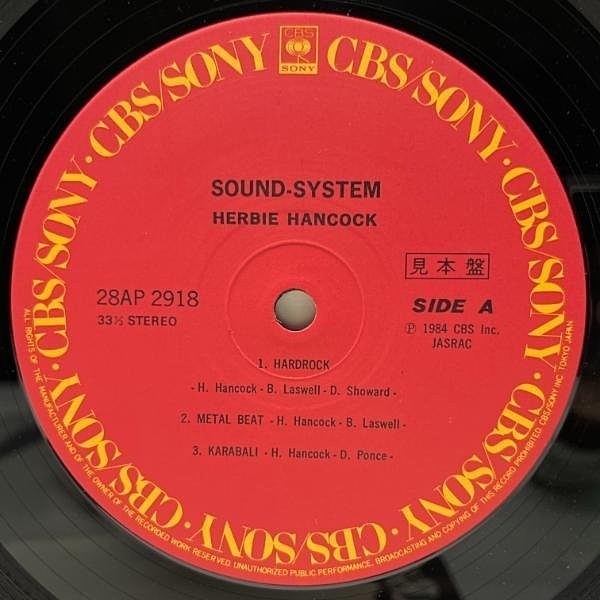 CBS
SONY
CBS/SONY · CBS/SONY · CBS/SONY · CBS/SONY · CBS/SONY · CBS/SONY · CBS/SONY
SOUND-SYSTEM
HERBIE HANCOCK
見本盤
28AP 2918
33⅓ STEREO
SIDE A
Ⓟ 1984 CBS Inc.
JASRAC
1. HARDROCK
- H. Hancock - B. Laswell - D. Showard -
2. METAL BEAT - H. Hancock - B. Laswell -
3. KARABALI - H. Hancock - D. Ponce -
ALL RIGHTS OF THE MANUFACTURER AND OF THE OWNER OF THE RECORDED WORK RESERVED. UNAUTHORIZED PUBLIC PERFORMANCE, BROADCASTING AND COPYING OF THIS RECORD PROHIBITED. CBS/SONY INC. TOKYO JAPAN